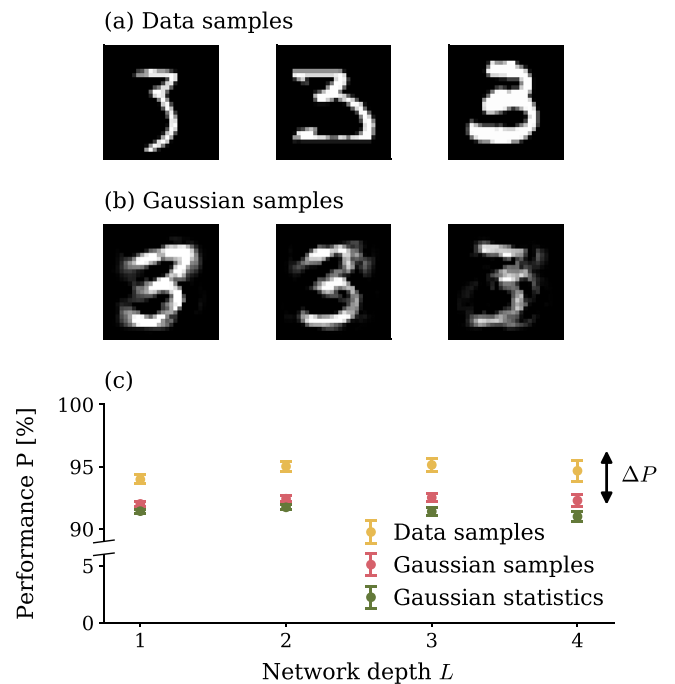 (a) Data samples
(b) Gaussian samples
(c)
Performance P [%]
100
95
90
5
0
ΔP
Data samples
Gaussian samples
Gaussian statistics
1 2 3 4
Network depth L